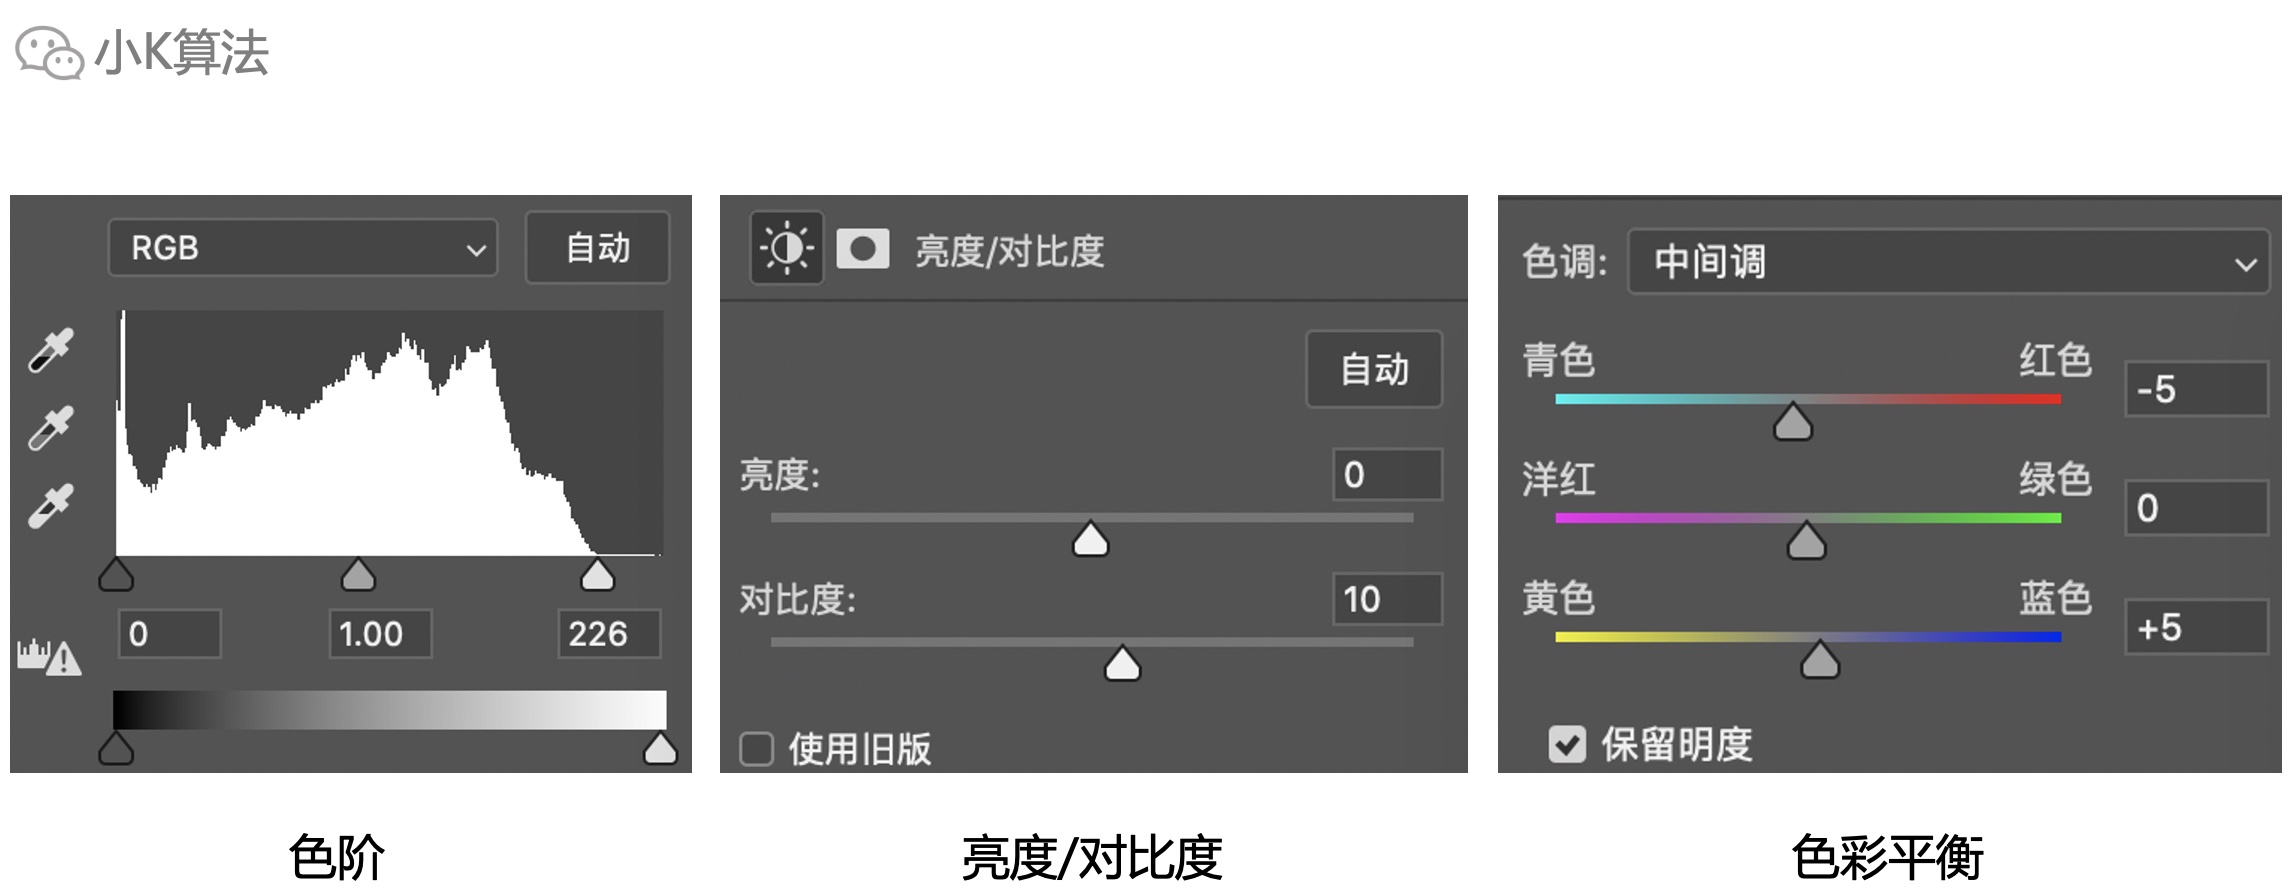 小K算法
RGB
自动
0
1.00
226
色阶
亮度/对比度
自动
亮度:
0
对比度:
10
使用旧版
亮度/对比度
色调:
中间调
青色
红色
-5
洋红
绿色
0
黄色
蓝色
+5
保留明度
色彩平衡